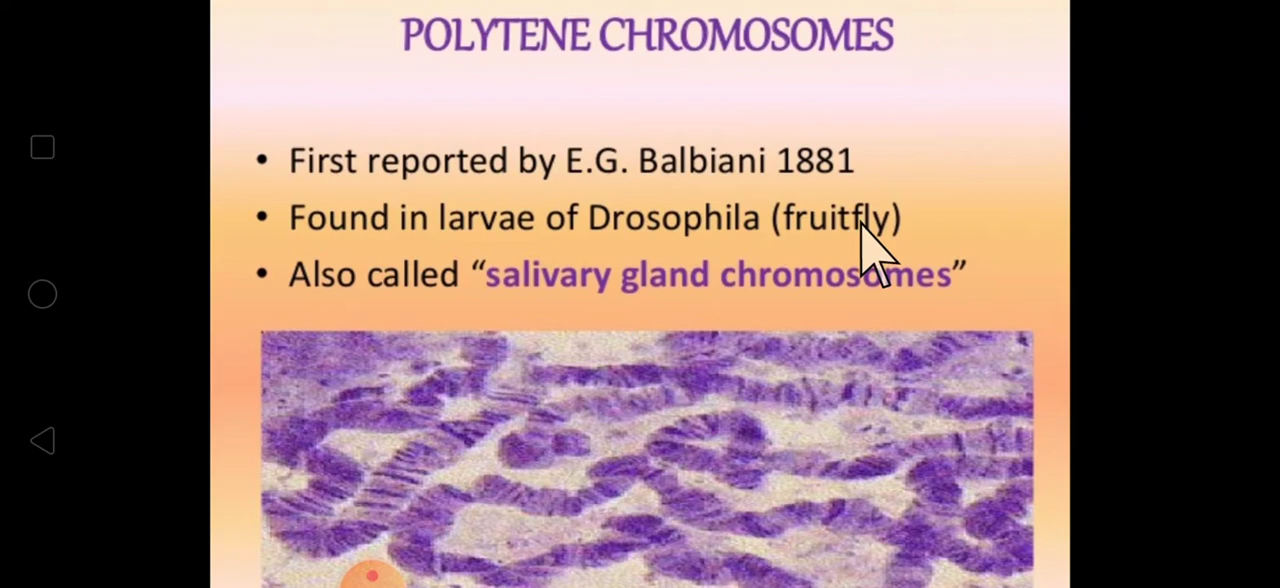 POLYTENE CHROMOSOMES
• First reported by E.G. Balbiani 1881
• Found in larvae of Drosophila (fruitfly)
• Also called “salivary gland chromosomes”